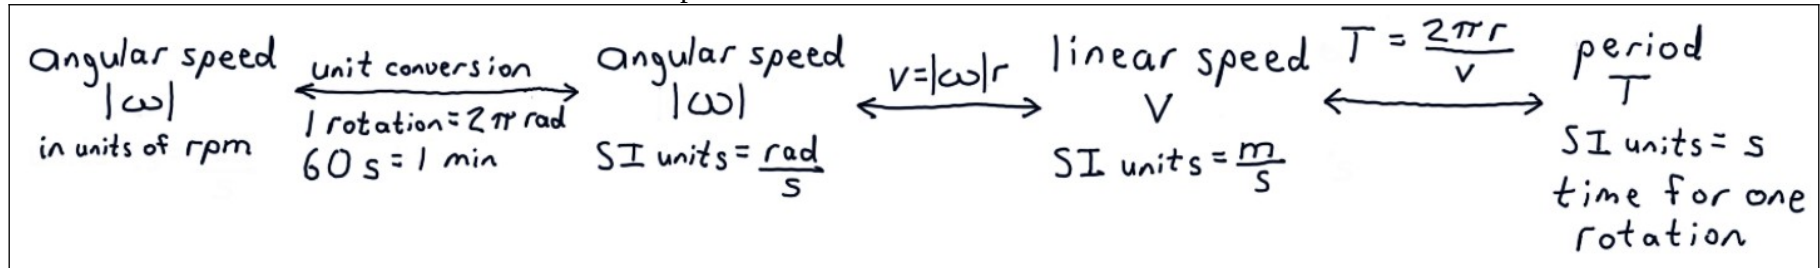 angular speed
|ω|
in units of rpm
unit conversion
1 rotation = 2π rad
60 s = 1 min
angular speed
|ω|
SI units = rad/s
v=|ω|r
linear speed
V
SI units = m/s
T = 2πr/v
period
T
SI units = s
time for one
rotation